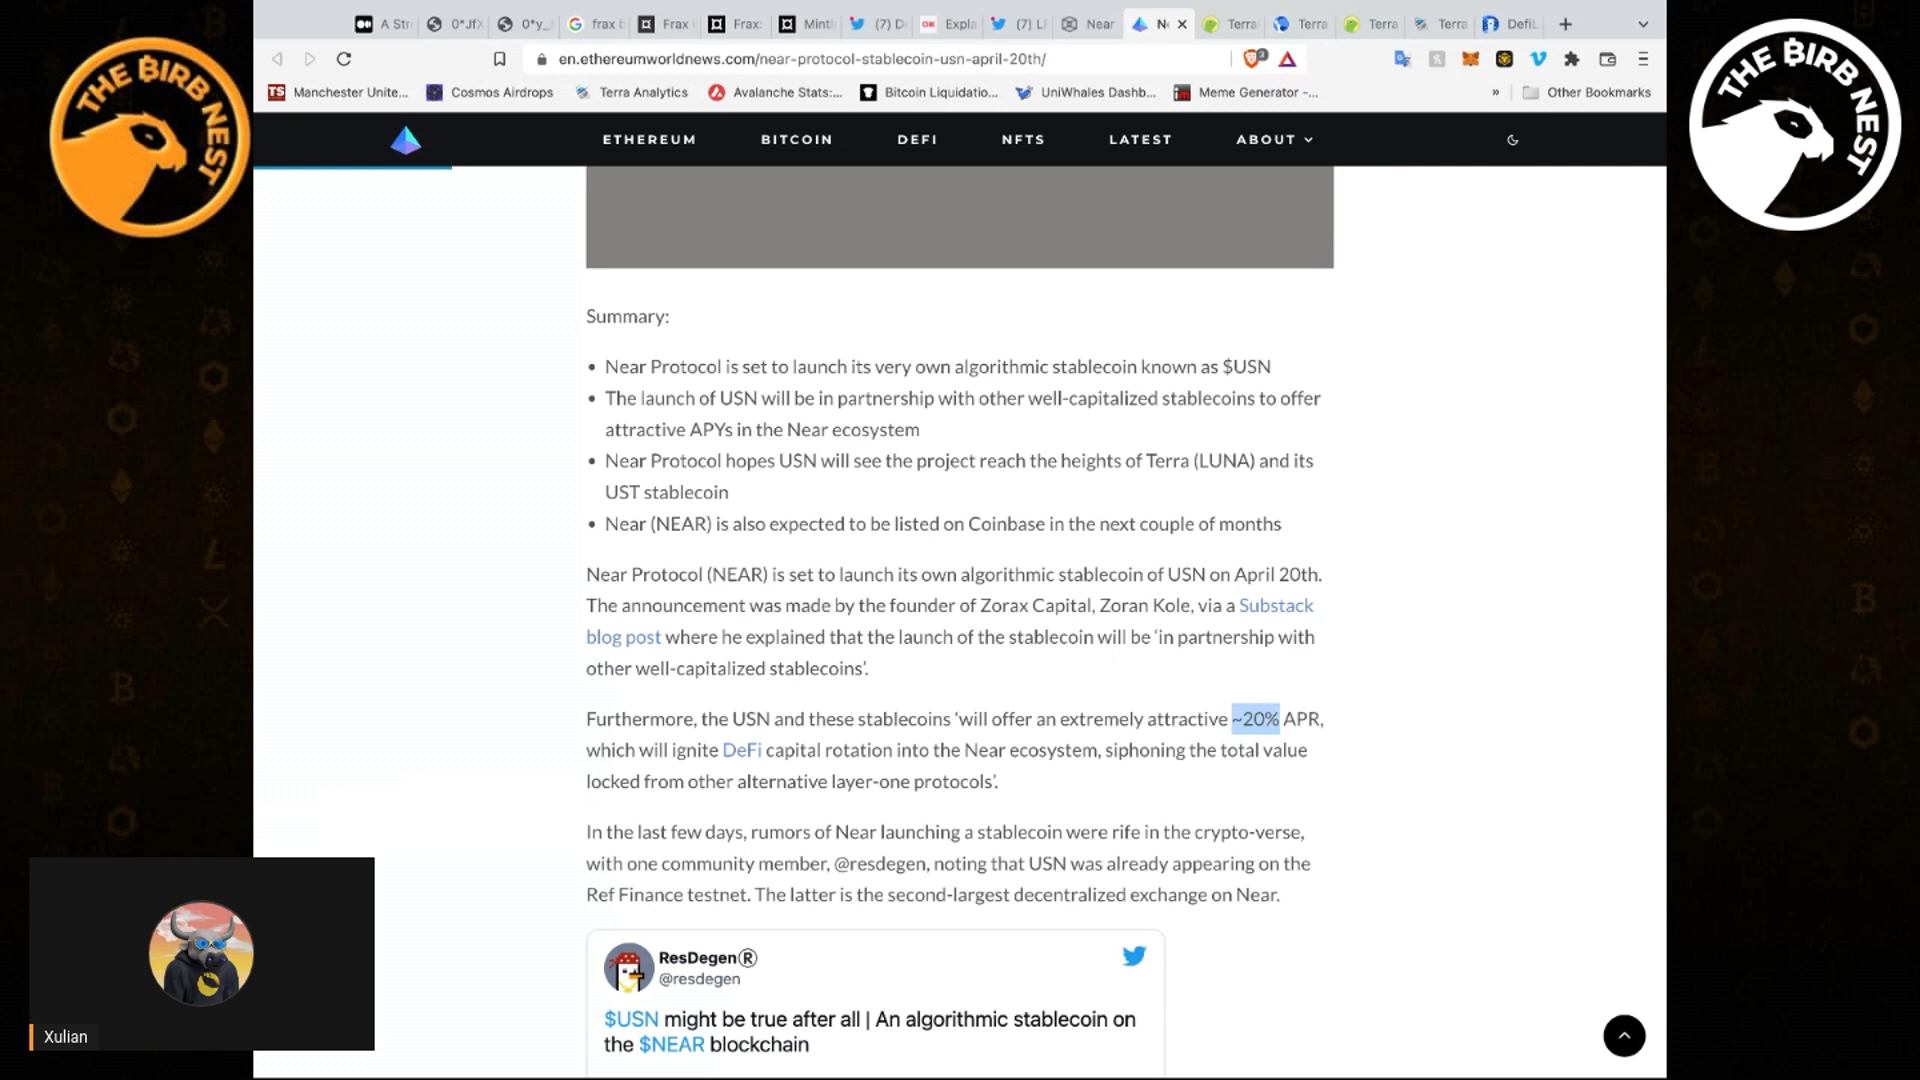 THE ₿IRB NEST
THE ₿IRB NEST
A Str
0*Jf)
0*y_
frax b
Frax
Frax:
Minti
(7) D
Expla
(7) L
Near
N
Terra
Terra
Terra
Terra
DefiL
en.ethereumworldnews.com/near-protocol-stablecoin-usn-april-20th/
Manchester Unite...
Cosmos Airdrops
Terra Analytics
Avalanche Stats:...
Bitcoin Liquidatio...
UniWhales Dashb...
Meme Generator -...
»
Other Bookmarks
ETHEREUM
BITCOIN
DEFI
NFTS
LATEST
ABOUT
Summary:
• Near Protocol is set to launch its very own algorithmic stablecoin known as $USN
• The launch of USN will be in partnership with other well-capitalized stablecoins to offer
attractive APYs in the Near ecosystem
• Near Protocol hopes USN will see the project reach the heights of Terra (LUNA) and its
UST stablecoin
• Near (NEAR) is also expected to be listed on Coinbase in the next couple of months
Near Protocol (NEAR) is set to launch its own algorithmic stablecoin of USN on April 20th.
The announcement was made by the founder of Zorax Capital, Zoran Kole, via a Substack
blog post where he explained that the launch of the stablecoin will be ‘in partnership with
other well-capitalized stablecoins’.
Furthermore, the USN and these stablecoins ‘will offer an extremely attractive ~20% APR,
which will ignite DeFi capital rotation into the Near ecosystem, siphoning the total value
locked from other alternative layer-one protocols’.
In the last few days, rumors of Near launching a stablecoin were rife in the crypto-verse,
with one community member, @resdegen, noting that USN was already appearing on the
Ref Finance testnet. The latter is the second-largest decentralized exchange on Near.
ResDegen®
@resdegen
$USN might be true after all | An algorithmic stablecoin on
the $NEAR blockchain
Xulian